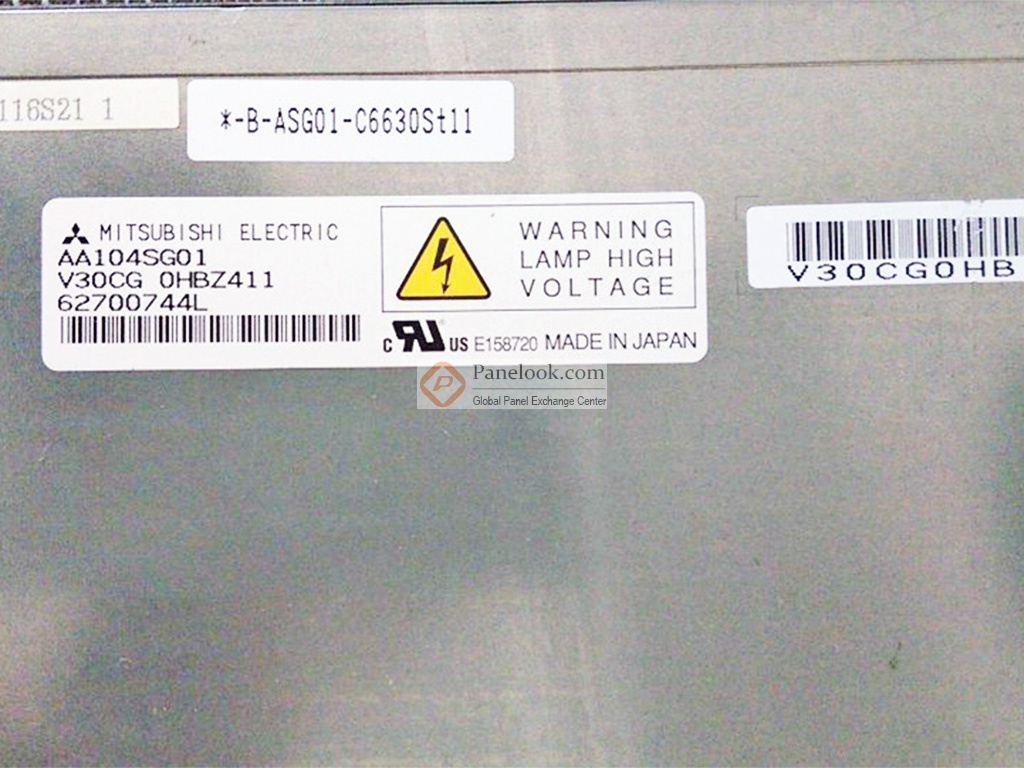 116S21 1
*-B-ASG01-C6630St11
MITSUBISHI ELECTRIC
AA104SG01
V30CG 0HBZ411
62700744L
WARNING
LAMP HIGH
VOLTAGE
C RU US E158720 MADE IN JAPAN
V30CG0HB
Panelook.com
Global Panel Exchange Center